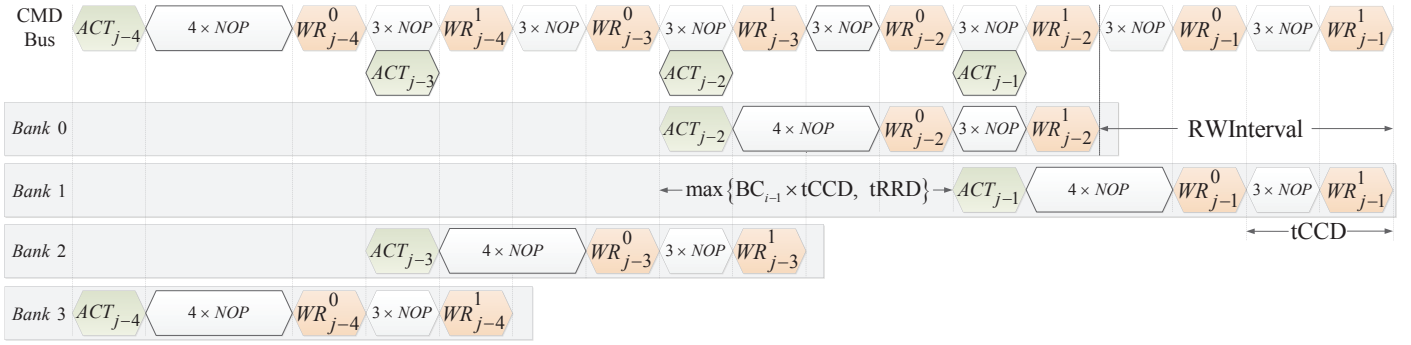 CMD Bus ACT_{j−4} 4 × NOP WR^0_{j−4} 3 × NOP WR^1_{j−4} 3 × NOP WR^0_{j−3} 3 × NOP WR^1_{j−3} 3 × NOP WR^0_{j−2} 3 × NOP WR^1_{j−2} 3 × NOP WR^0_{j−1} 3 × NOP WR^1_{j−1}
ACT_{j−3} ACT_{j−2} ACT_{j−1}
Bank 0 ACT_{j−2} 4 × NOP WR^0_{j−2} 3 × NOP WR^1_{j−2} RWInterval
Bank 1 max{BC_{i−1} × tCCD, tRRD} ACT_{j−1} 4 × NOP WR^0_{j−1} 3 × NOP WR^1_{j−1}
tCCD
Bank 2 ACT_{j−3} 4 × NOP WR^0_{j−3} 3 × NOP WR^1_{j−3}
Bank 3 ACT_{j−4} 4 × NOP WR^0_{j−4} 3 × NOP WR^1_{j−4}